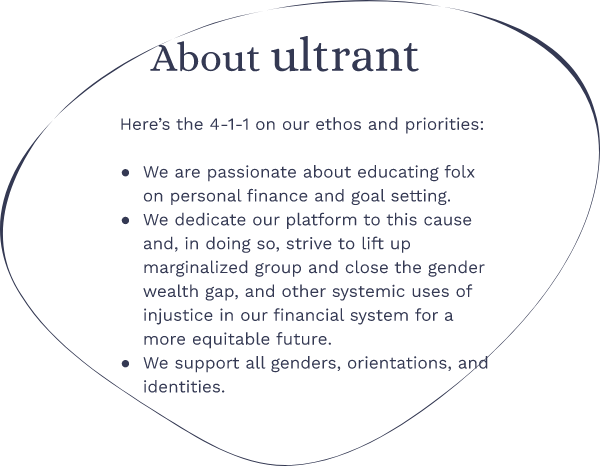 About ultrant
Here's the 4-1-1 on our ethos and priorities:
● We are passionate about educating folx
on personal finance and goal setting.
● We dedicate our platform to this cause
and, in doing so, strive to lift up
marginalized group and close the gender
wealth gap, and other systemic uses of
injustice in our financial system for a
more equitable future.
● We support all genders, orientations, and
identities.